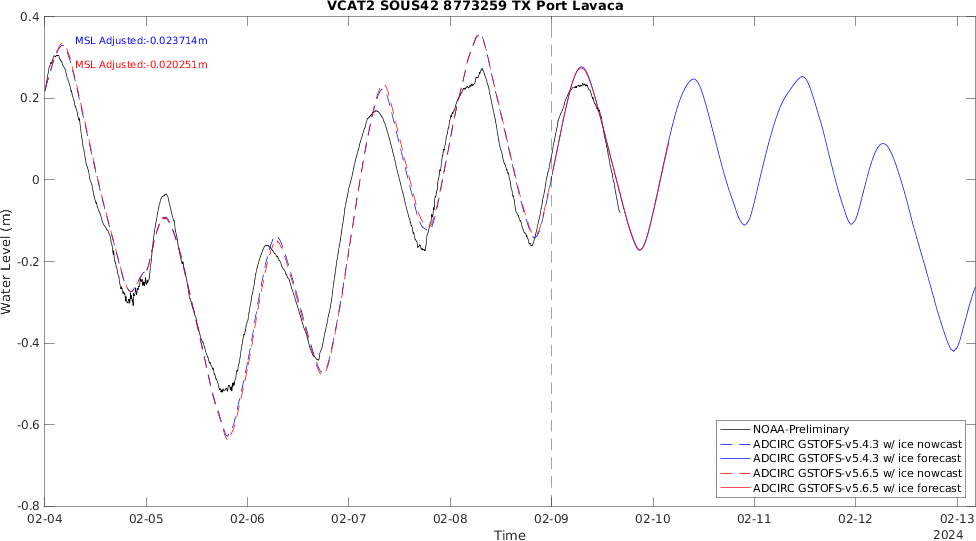 VCAT2 SOUS42 8773259 TX Port Lavaca
MSL Adjusted:-0.023714m
MSL Adjusted:-0.020251m
0.4
0.2
0
-0.2
-0.4
-0.6
-0.8
Water Level (m)
NOAA-Preliminary
ADCIRC GSTOFS-v5.4.3 w/ ice nowcast
ADCIRC GSTOFS-v5.4.3 w/ ice forecast
ADCIRC GSTOFS-v5.6.5 w/ ice nowcast
ADCIRC GSTOFS-v5.6.5 w/ ice forecast
02-04 02-05 02-06 02-07 02-08 02-09 02-10 02-11 02-12 02-13
Time
2024